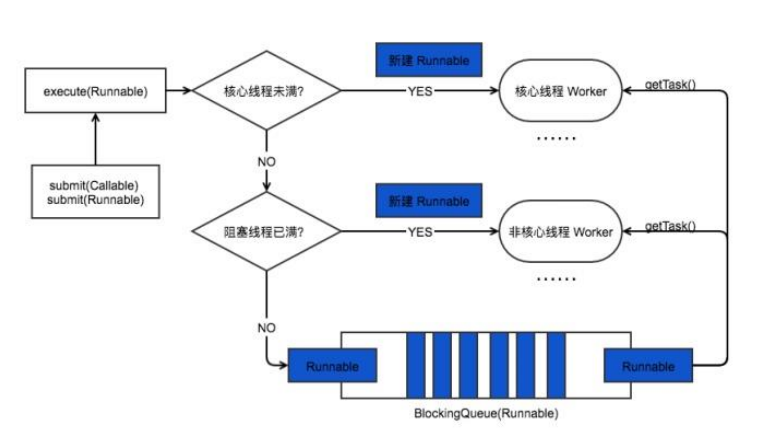 新建 Runnable
execute(Runnable)
核心线程未满?
YES
核心线程 Worker
getTask()
......
NO
submit(Callable)
submit(Runnable)
新建 Runnable
阻塞线程已满?
YES
非核心线程 Worker
getTask()
......
NO
Runnable
Runnable
BlockingQueue(Runnable)